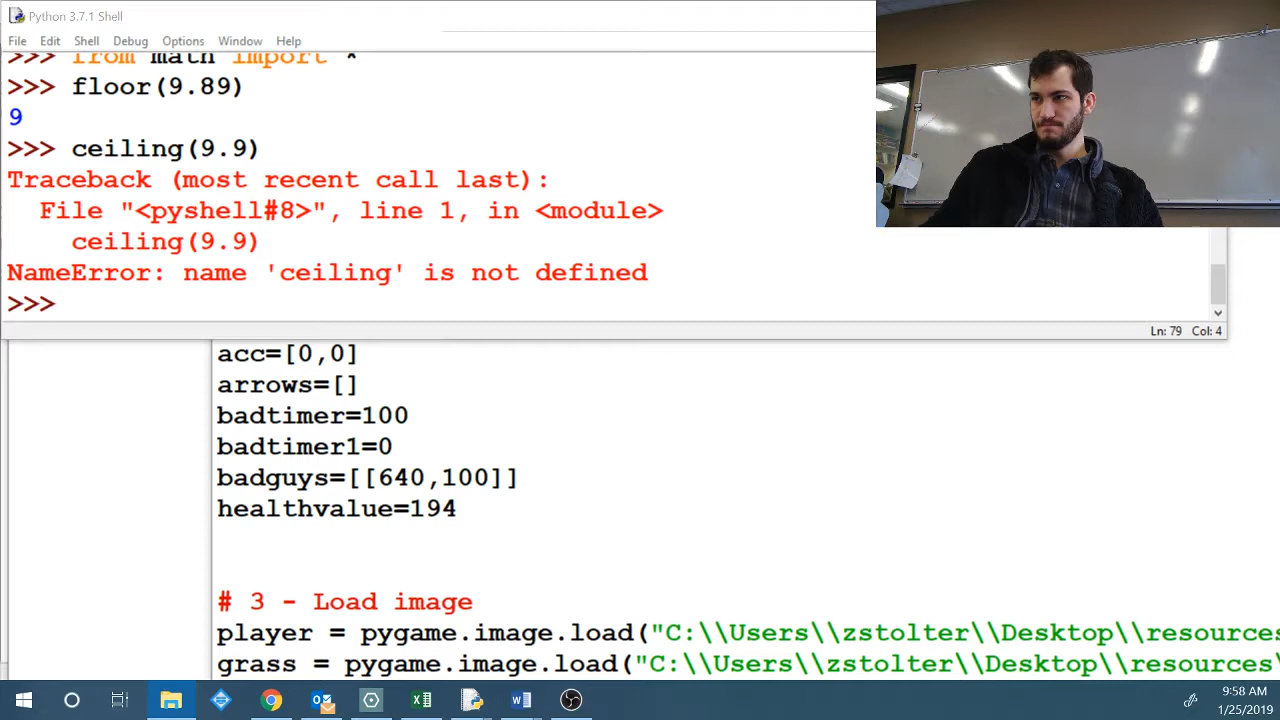 Python 3.7.1 Shell
File Edit Shell Debug Options Window Help
>>> from math import *
>>> floor(9.89)
9
>>> ceiling(9.9)
Traceback (most recent call last):
File "<pyshell#8>", line 1, in <module>
ceiling(9.9)
NameError: name 'ceiling' is not defined
>>>
Ln: 79 Col: 4
acc=[0,0]
arrows=[]
badtimer=100
badtimer1=0
badguys=[[640,100]]
healthvalue=194
# 3 - Load image
player = pygame.image.load("C:\\Users\\zstolter\\Desktop\\resources
grass = pygame.image.load("C:\\Users\\zstolter\\Desktop\\resources\
9:58 AM
1/25/2019